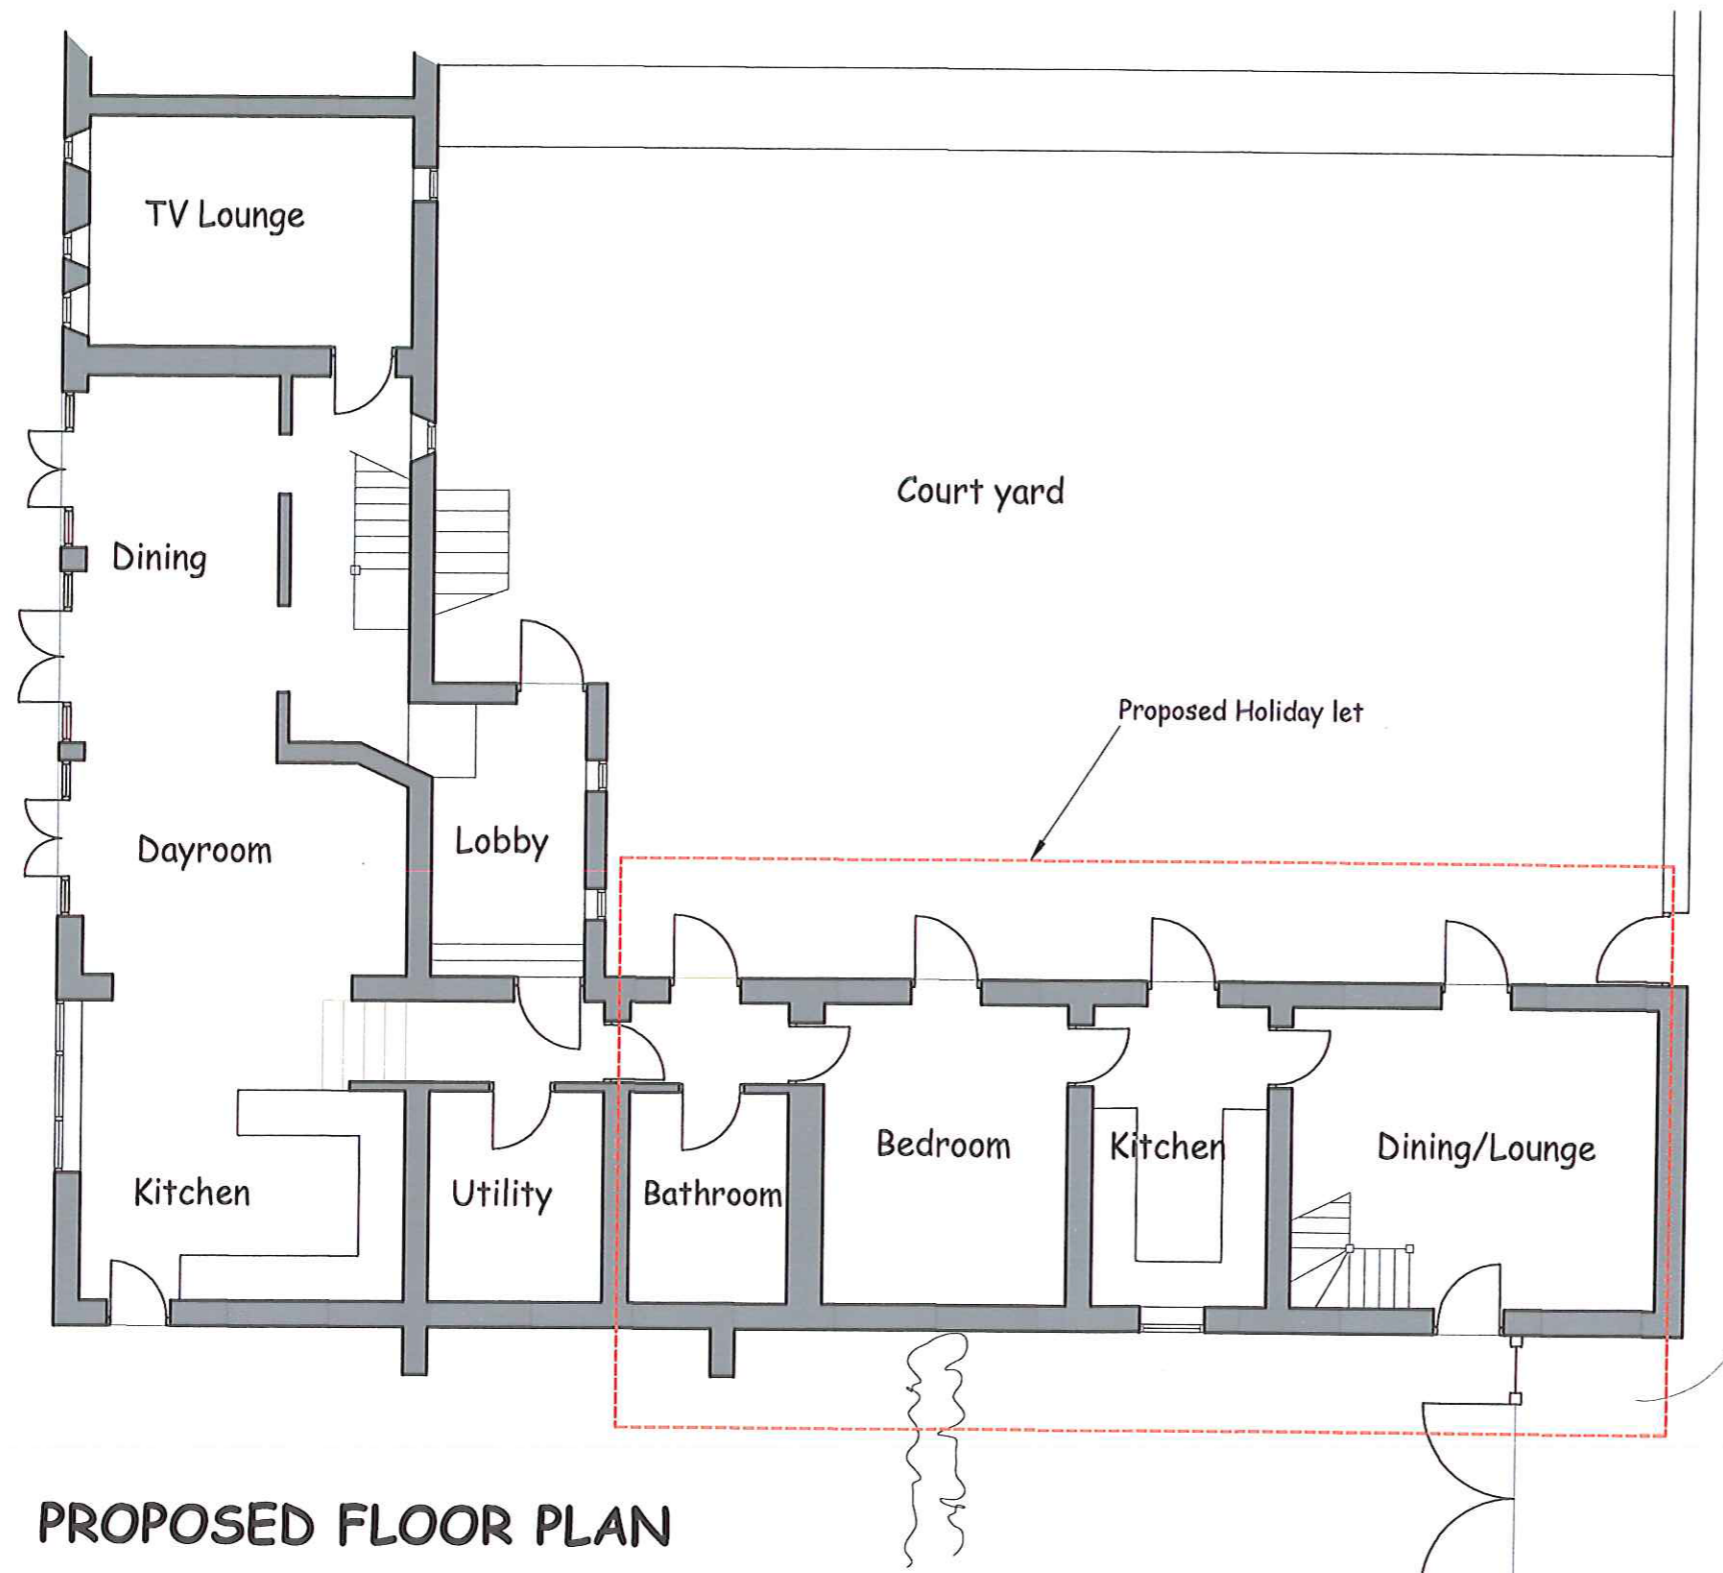 TV Lounge
Court yard
Dining
Proposed Holiday let
Dayroom
Lobby
Bedroom
Kitchen
Dining/Lounge
Kitchen
Utility
Bathroom
PROPOSED FLOOR PLAN